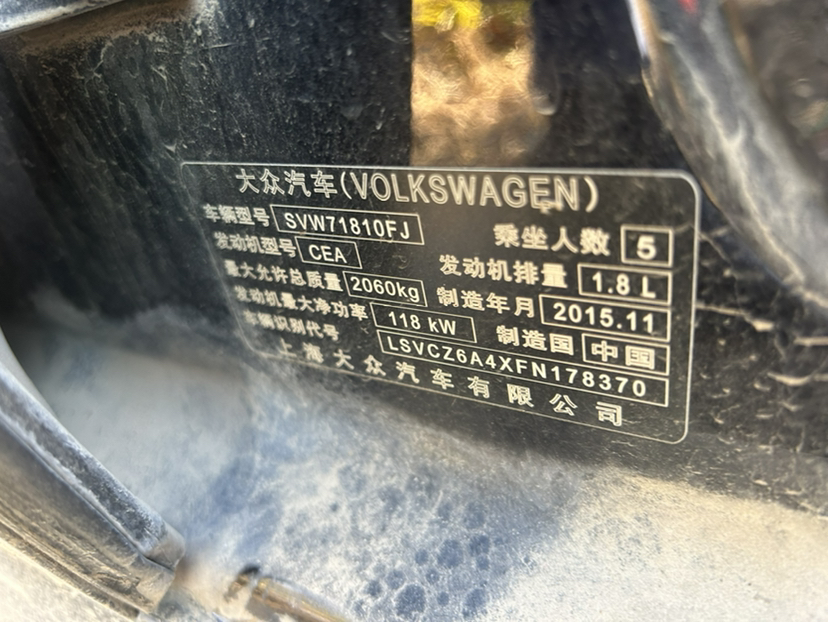 大众汽车(VOLKSWAGEN)
车辆型号 SVW71810FJ 乘坐人数 5
发动机型号 CEA 发动机排量 1.8 L
最大允许总质量 2060kg 制造年月 2015.11
发动机最大净功率 118 kW 制造国 中国
车辆识别代号 LSVCZ6A4XFN178370
上海大众汽车有限公司